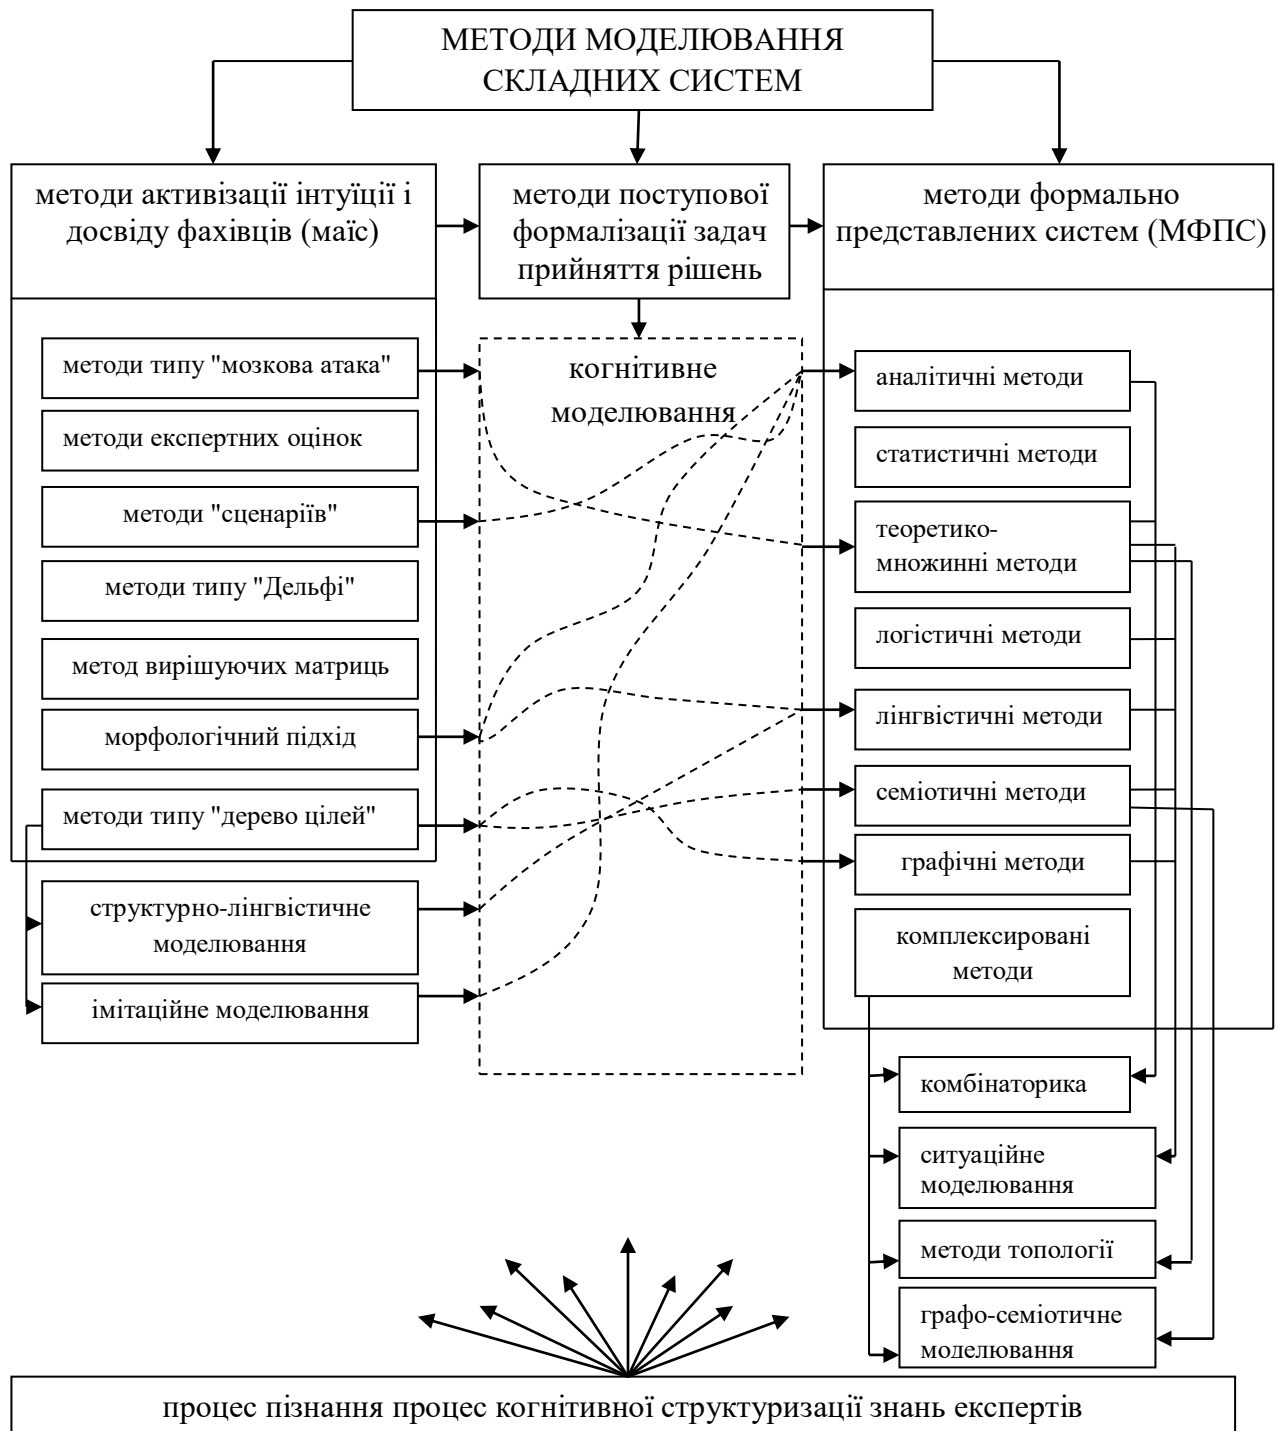 МЕТОДИ МОДЕЛЮВАННЯ
СКЛАДНИХ СИСТЕМ
методи активізації інтуїції і
досвіду фахівців (маїс)
методи поступової
формалізації задач
прийняття рішень
методи формально
представлених систем (МФПС)
методи типу "мозкова атака"
методи експертних оцінок
методи "сценаріїв"
методи типу "Дельфі"
метод вирішуючих матриць
морфологічний підхід
методи типу "дерево цілей"
структурно-лінгвістичне
моделювання
імітаційне моделювання
когнітивне
моделювання
аналітичні методи
статистичні методи
теоретико-
множинні методи
логістичні методи
лінгвістичні методи
семіотичні методи
графічні методи
комплексировані
методи
комбінаторика
ситуаційне
моделювання
методи топології
графо-семіотичне
моделювання
процес пізнання процес когнітивної структуризації знань експертів